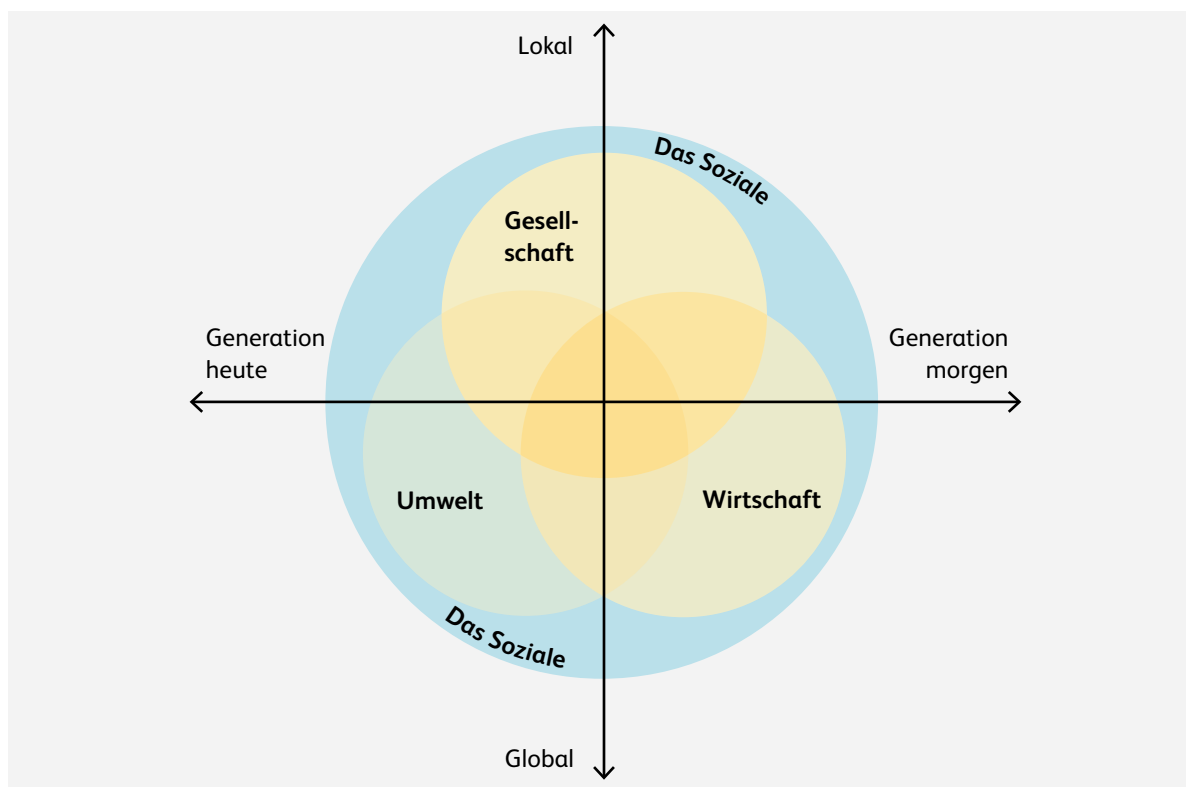 Lokal
Das Soziale
Gesell-
schaft
Generation
heute
Generation
morgen
Umwelt
Wirtschaft
Das Soziale
Global